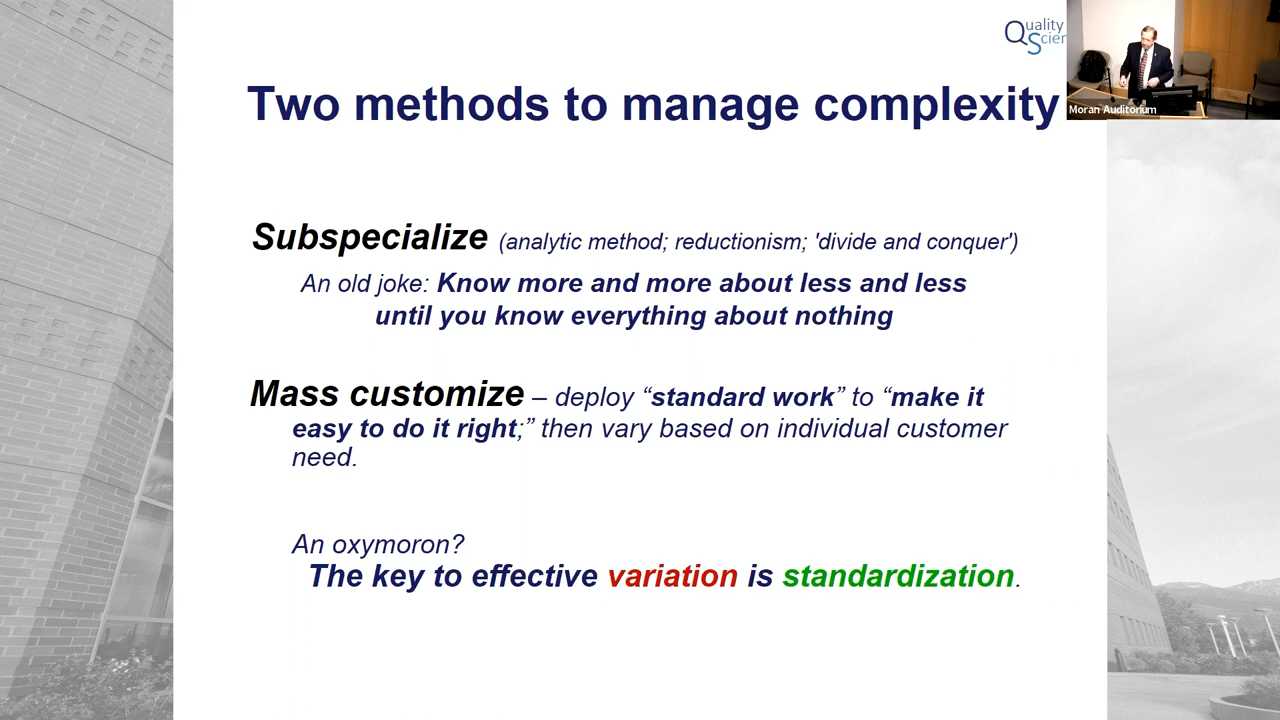 Quality
Scien
Moran Auditorium
Two methods to manage complexity
Subspecialize (analytic method; reductionism; 'divide and conquer')
An old joke: Know more and more about less and less
until you know everything about nothing
Mass customize – deploy “standard work” to “make it
easy to do it right;” then vary based on individual customer
need.
An oxymoron?
The key to effective variation is standardization.